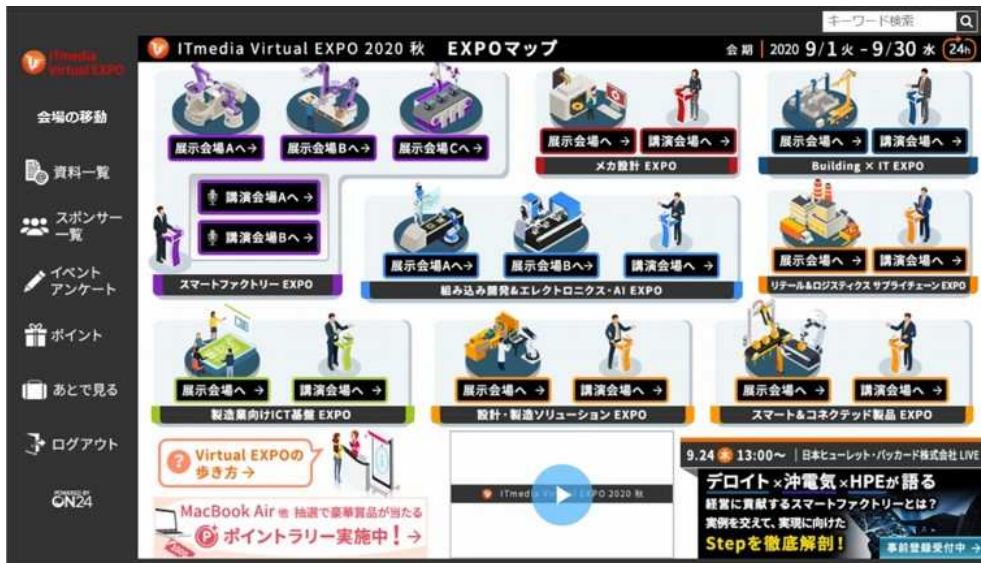 キーワード検索
ITmedia
Virtual EXPO
ITmedia Virtual EXPO 2020 秋 EXPOマップ
会期 2020 9/1 火 - 9/30 水 24h
会場の移動
資料一覧
スポンサー
一覧
イベント
アンケート
ポイント
あとで見る
ログアウト
POWERED BY
ON24
展示会場Aへ→
展示会場Bへ→
展示会場Cへ→
講演会場Aへ→
講演会場Bへ→
スマートファクトリー EXPO
展示会場へ →
講演会場へ →
メカ設計 EXPO
展示会場へ →
講演会場へ →
Building × IT EXPO
展示会場Aへ→
展示会場Bへ→
講演会場へ →
組み込み開発&エレクトロニクス・AI EXPO
展示会場へ →
講演会場へ →
リテール&ロジスティクス サプライチェーン EXPO
展示会場へ →
講演会場へ →
製造業向けICT基盤 EXPO
展示会場へ →
講演会場へ →
設計・製造ソリューション EXPO
展示会場へ →
講演会場へ →
スマート&コネクテッド製品 EXPO
? Virtual EXPOの
歩き方→
MacBook Air 他 抽選で豪華賞品が当たる
P ポイントラリー実施中!→
ITmedia Virtual EXPO 2020 秋
9.24 木 13:00〜 | 日本ヒューレット・パッカード株式会社 LIVE
デロイト×沖電気×HPEが語る
経営に貢献するスマートファクトリーとは?
実例を交えて、実現に向けた
Stepを徹底解剖!
事前登録受付中 →